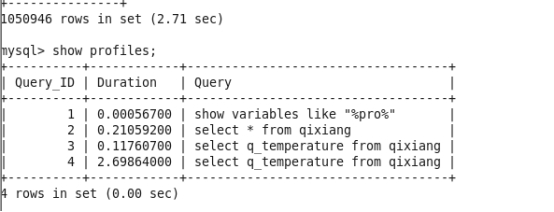 +---------------+
1050946 rows in set (2.71 sec)
mysql> show profiles;
+----------+------------+-----------------------------------+
| Query_ID | Duration | Query |
+----------+------------+-----------------------------------+
| 1 | 0.00056700 | show variables like "%pro%" |
| 2 | 0.21059200 | select * from qixiang |
| 3 | 0.11760700 | select q_temperature from qixiang |
| 4 | 2.69864000 | select q_temperature from qixiang |
+----------+------------+-----------------------------------+
4 rows in set (0.00 sec)